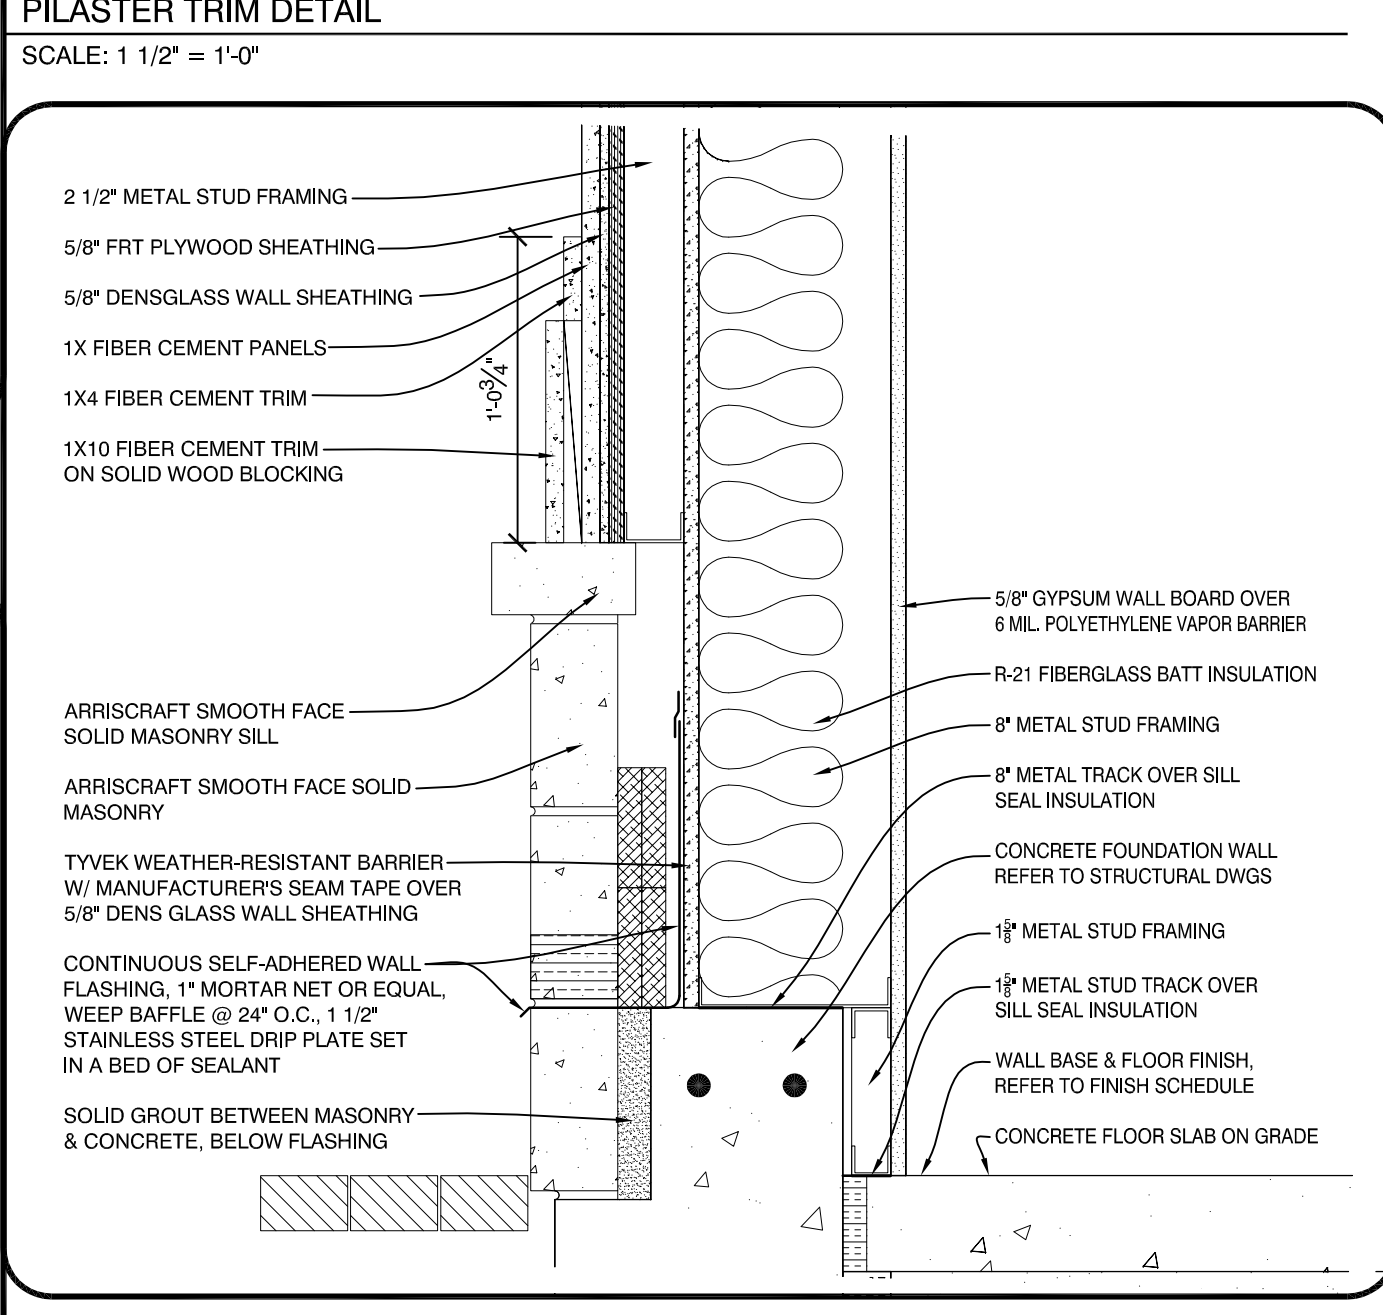 PILASTER TRIM DETAIL
SCALE: 1 1/2" = 1'-0"
2 1/2" METAL STUD FRAMING
5/8" FRT PLYWOOD SHEATHING
5/8" DENSGLASS WALL SHEATHING
1X FIBER CEMENT PANELS
1X4 FIBER CEMENT TRIM
1X10 FIBER CEMENT TRIM
ON SOLID WOOD BLOCKING
1'-0 3/4"
ARRISCRAFT SMOOTH FACE
SOLID MASONRY SILL
ARRISCRAFT SMOOTH FACE SOLID
MASONRY
TYVEK WEATHER-RESISTANT BARRIER
W/ MANUFACTURER'S SEAM TAPE OVER
5/8" DENS GLASS WALL SHEATHING
CONTINUOUS SELF-ADHERED WALL
FLASHING, 1" MORTAR NET OR EQUAL,
WEEP BAFFLE @ 24" O.C., 1 1/2"
STAINLESS STEEL DRIP PLATE SET
IN A BED OF SEALANT
SOLID GROUT BETWEEN MASONRY
& CONCRETE, BELOW FLASHING
5/8" GYPSUM WALL BOARD OVER
6 MIL. POLYETHYLENE VAPOR BARRIER
R-21 FIBERGLASS BATT INSULATION
8" METAL STUD FRAMING
8" METAL TRACK OVER SILL
SEAL INSULATION
CONCRETE FOUNDATION WALL
REFER TO STRUCTURAL DWGS
1 5/8" METAL STUD FRAMING
1 5/8" METAL STUD TRACK OVER
SILL SEAL INSULATION
WALL BASE & FLOOR FINISH,
REFER TO FINISH SCHEDULE
CONCRETE FLOOR SLAB ON GRADE